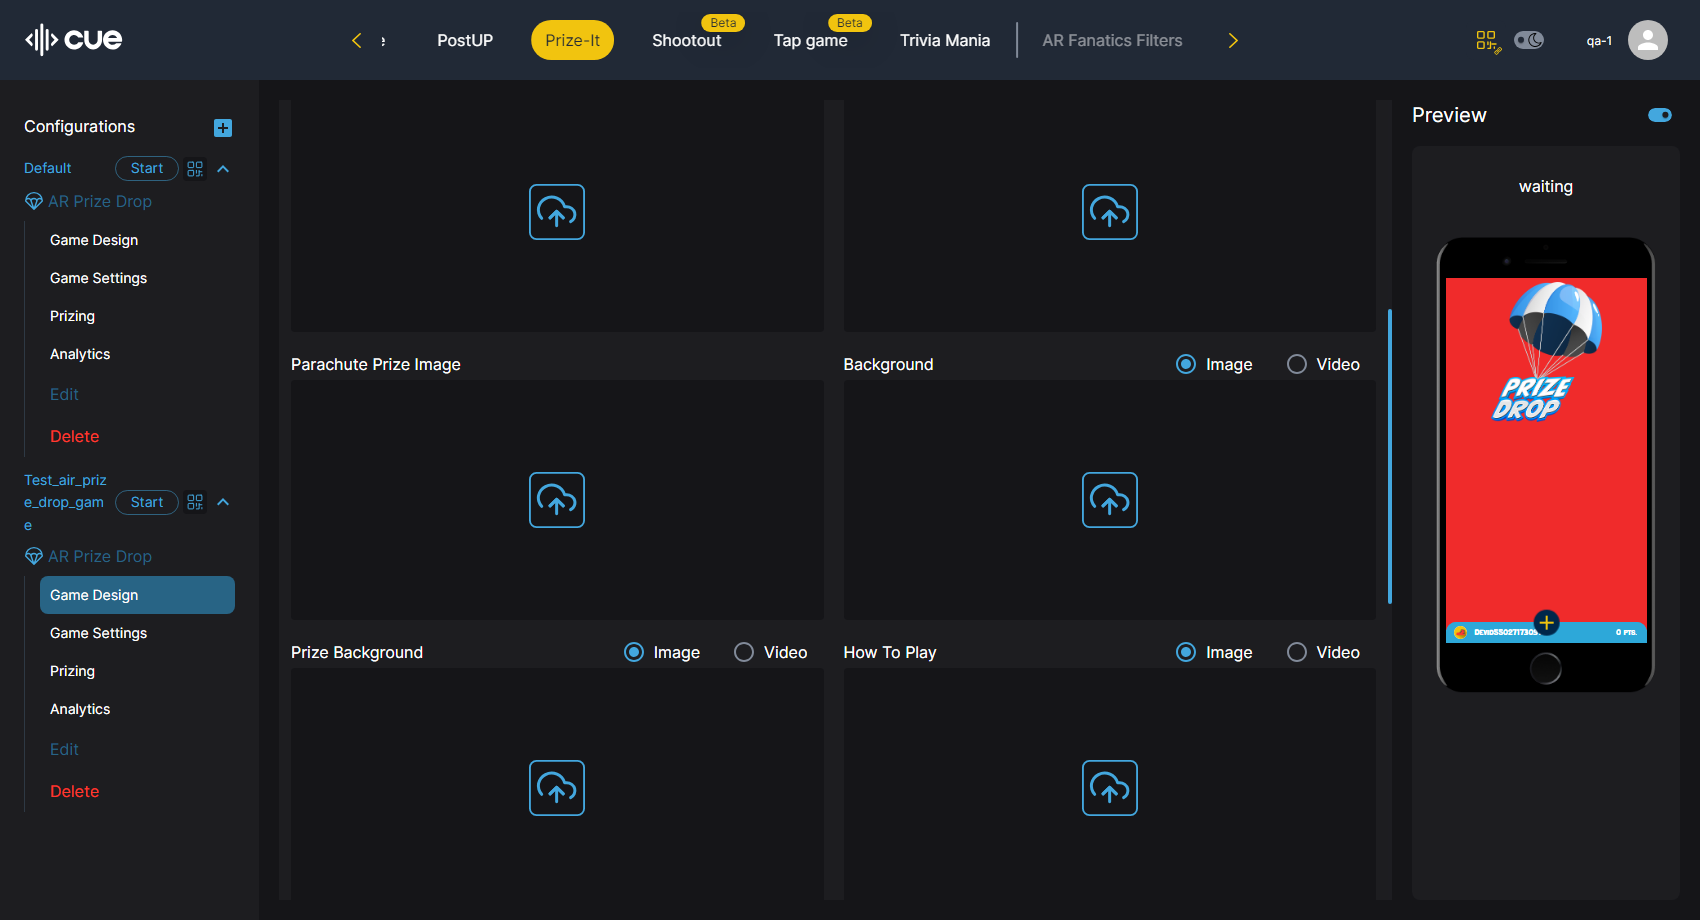 cue
e
PostUP
Prize-It
Shootout
Beta
Tap game
Beta
Trivia Mania
AR Fanatics Filters
qa-1
Configurations
Default
Start
AR Prize Drop
Game Design
Game Settings
Prizing
Analytics
Edit
Delete
Test_air_priz
e_drop_gam
e
Start
AR Prize Drop
Game Design
Game Settings
Prizing
Analytics
Edit
Delete
Parachute Prize Image
Background
Image
Video
Prize Background
Image
Video
How To Play
Image
Video
Preview
waiting
PRIZE
DROP
0 PTS.